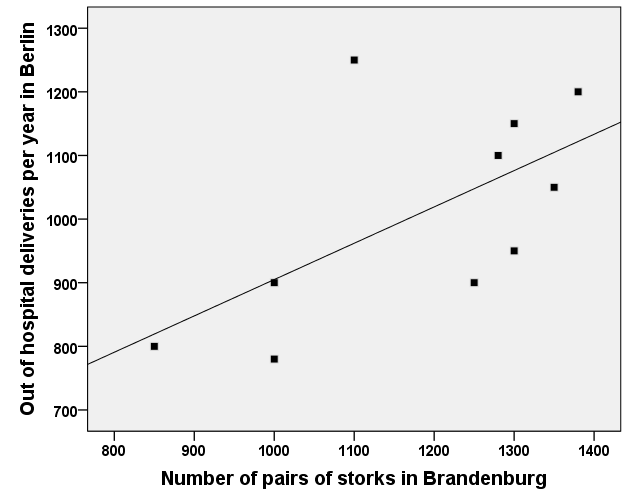 Out of hospital deliveries per year in Berlin
1300
1200
1100
1000
900
800
700
800 900 1000 1100 1200 1300 1400
Number of pairs of storks in Brandenburg